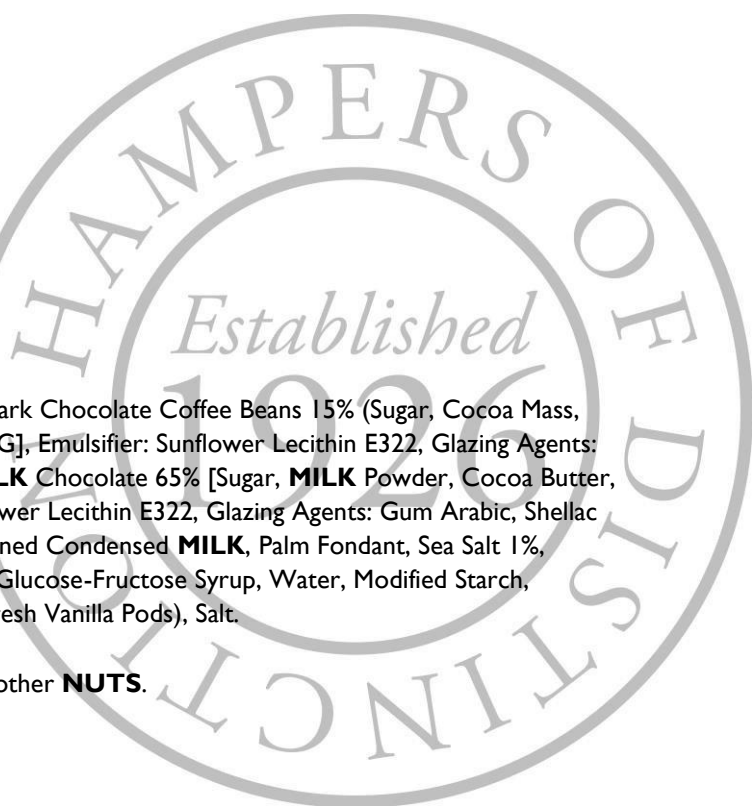 HAMPERS OF DISTINCTION
Established
1926
ark Chocolate Coffee Beans 15% (Sugar, Cocoa Mass,
G], Emulsifier: Sunflower Lecithin E322, Glazing Agents:
LK Chocolate 65% [Sugar, MILK Powder, Cocoa Butter,
wer Lecithin E322, Glazing Agents: Gum Arabic, Shellac
ned Condensed MILK, Palm Fondant, Sea Salt 1%,
Glucose-Fructose Syrup, Water, Modified Starch,
resh Vanilla Pods), Salt.
other NUTS.